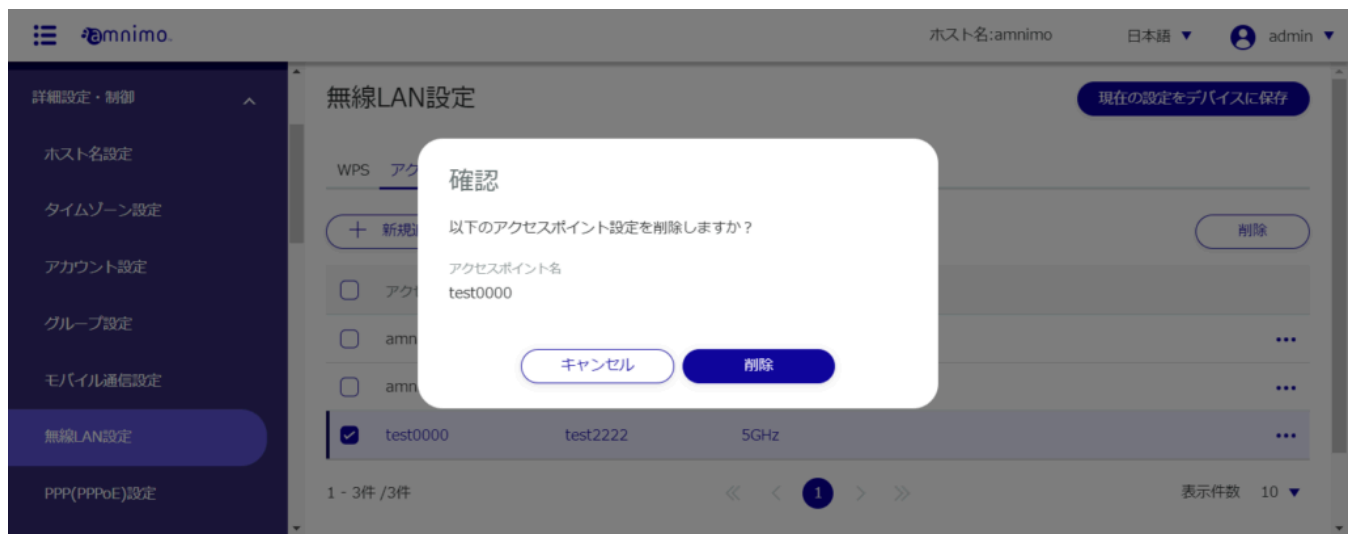 amnimo
ホスト名:amnimo
日本語
admin
詳細設定・制御
ホスト名設定
タイムゾーン設定
アカウント設定
グループ設定
モバイル通信設定
無線LAN設定
PPP(PPPoE)設定
無線LAN設定
現在の設定をデバイスに保存
WPS アク
新規追
削除
アク
amn
amn
test0000 test2222 5GHz
1 - 3件 /3件
1
表示件数 10
確認
以下のアクセスポイント設定を削除しますか？
アクセスポイント名
test0000
キャンセル 削除